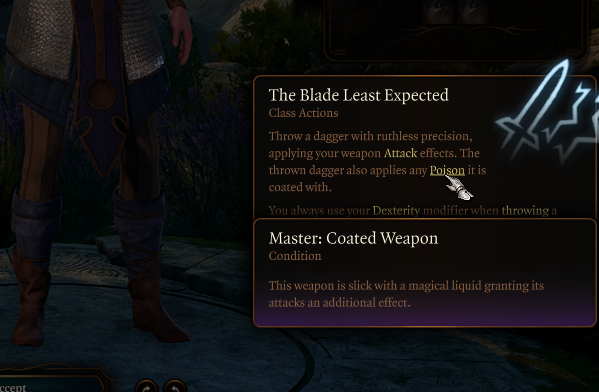 The Blade Least Expected
Class Actions
Throw a dagger with ruthless precision,
applying your weapon Attack effects. The
thrown dagger also applies any Poison it is
coated with.
You always use your Dexterity modifier when throwing a
Master: Coated Weapon
Condition
This weapon is slick with a magical liquid granting its
attacks an additional effect.
ccept